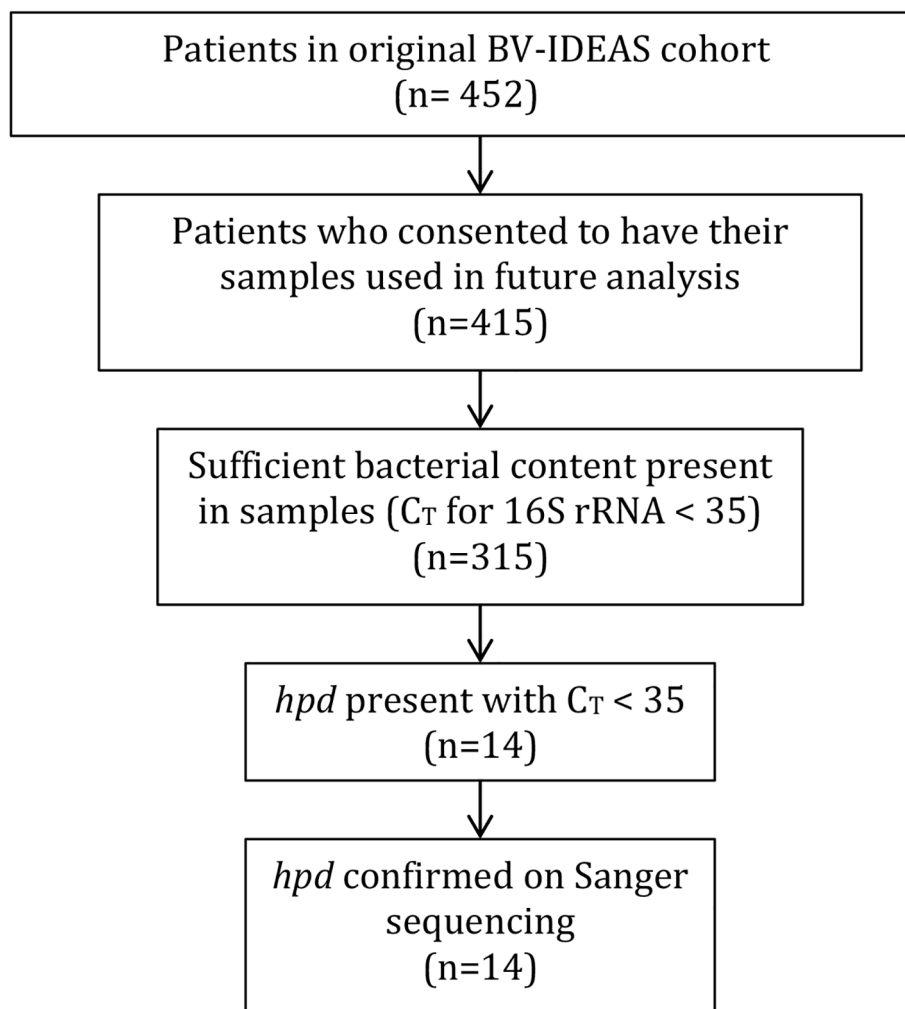 Patients in original BV-IDEAS cohort
(n= 452)
Patients who consented to have their
samples used in future analysis
(n=415)
Sufficient bacterial content present
in samples (C_T for 16S rRNA < 35)
(n=315)
hpd present with C_T < 35
(n=14)
hpd confirmed on Sanger
sequencing
(n=14)